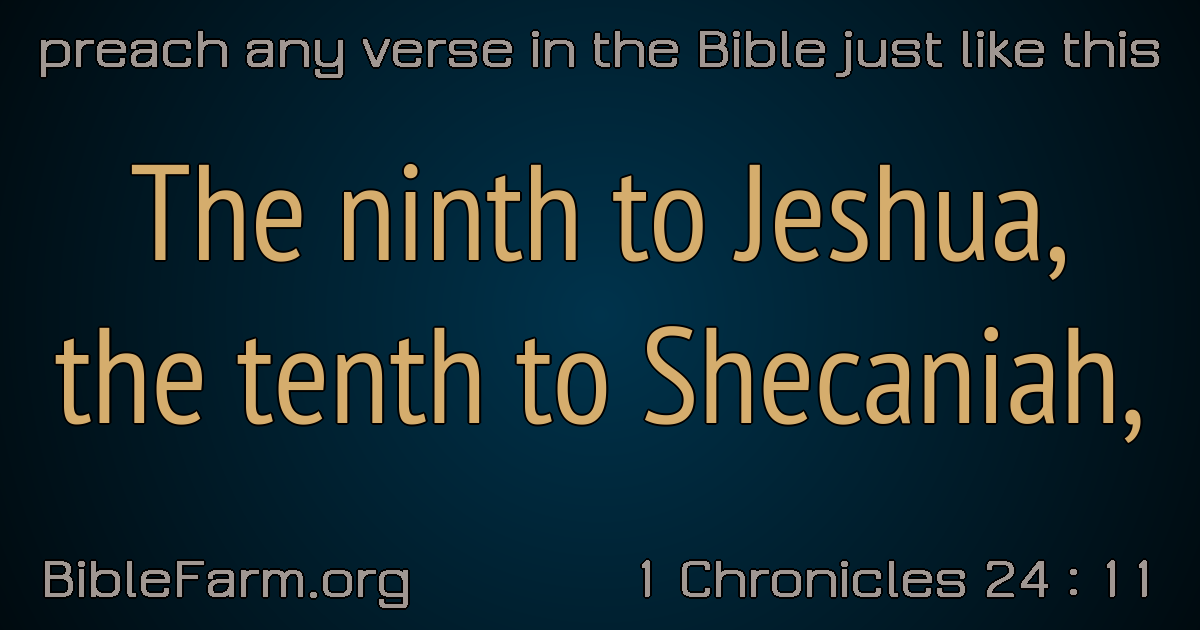 preach any verse in the Bible just like this
The ninth to Jeshua,
the tenth to Shecaniah,
BibleFarm.org
1 Chronicles 24 : 11